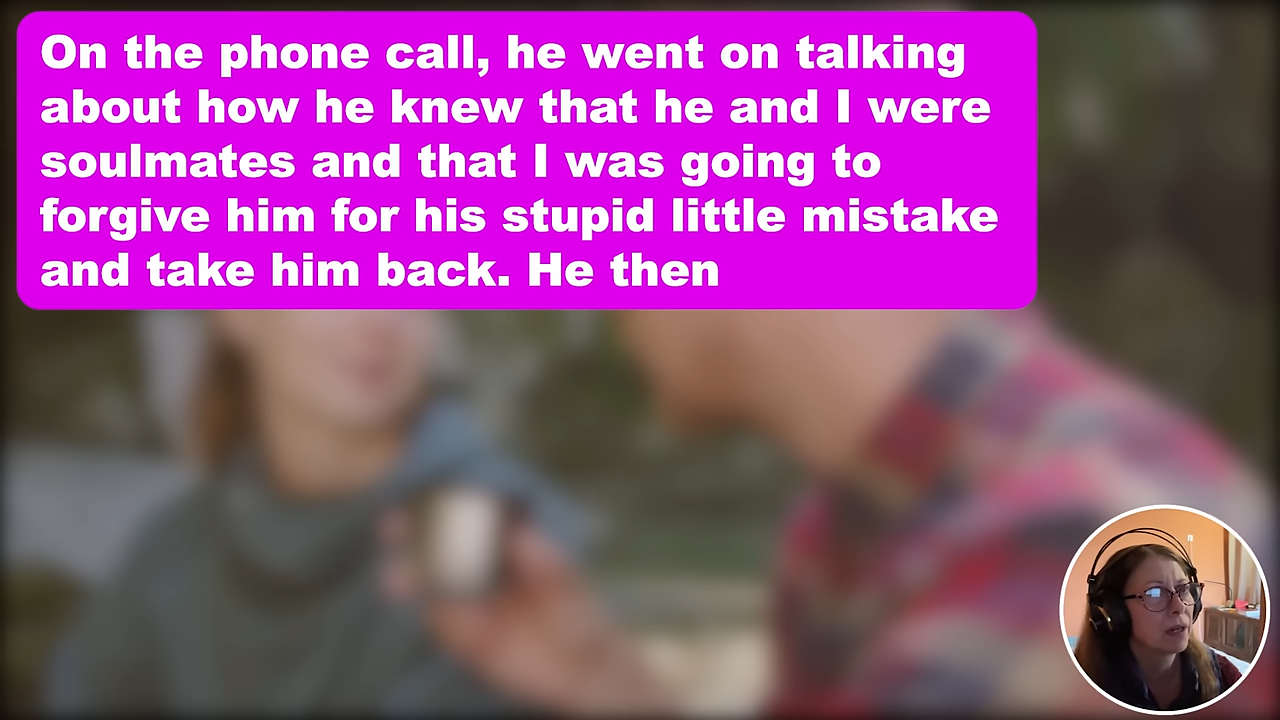 On the phone call, he went on talking
about how he knew that he and I were
soulmates and that I was going to
forgive him for his stupid little mistake
and take him back. He then